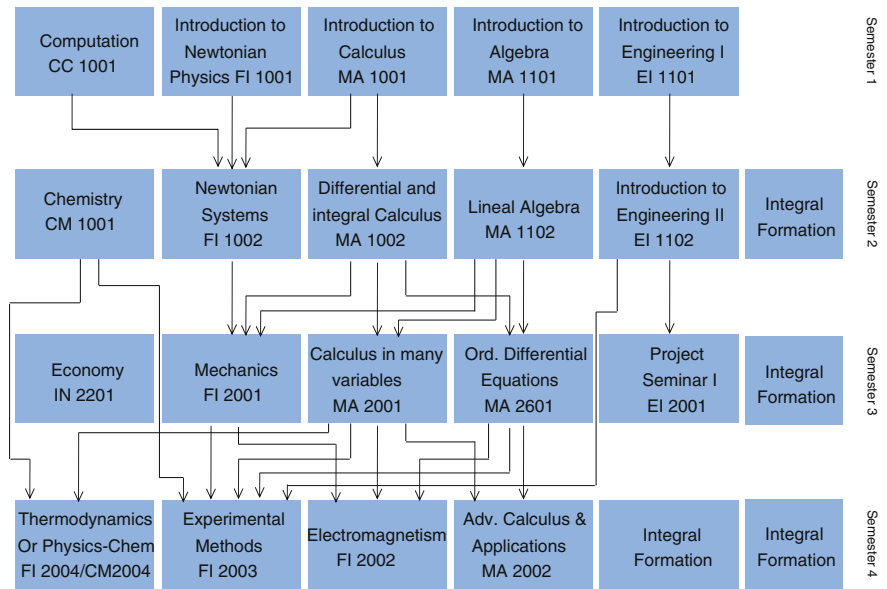 Computation
CC 1001
Introduction to
Newtonian
Physics FI 1001
Introduction to
Calculus
MA 1001
Introduction to
Algebra
MA 1101
Introduction to
Engineering I
EI 1101
Semester 1
Chemistry
CM 1001
Newtonian
Systems
FI 1002
Differential and
integral Calculus
MA 1002
Lineal Algebra
MA 1102
Introduction to
Engineering II
EI 1102
Integral
Formation
Semester 2
Economy
IN 2201
Mechanics
FI 2001
Calculus in many
variables
MA 2001
Ord. Differential
Equations
MA 2601
Project
Seminar I
EI 2001
Integral
Formation
Semester 3
Thermodynamics
Or Physics-Chem
FI 2004/CM2004
Experimental
Methods
FI 2003
Electromagnetism
FI 2002
Adv. Calculus &
Applications
MA 2002
Integral
Formation
Integral
Formation
Semester 4